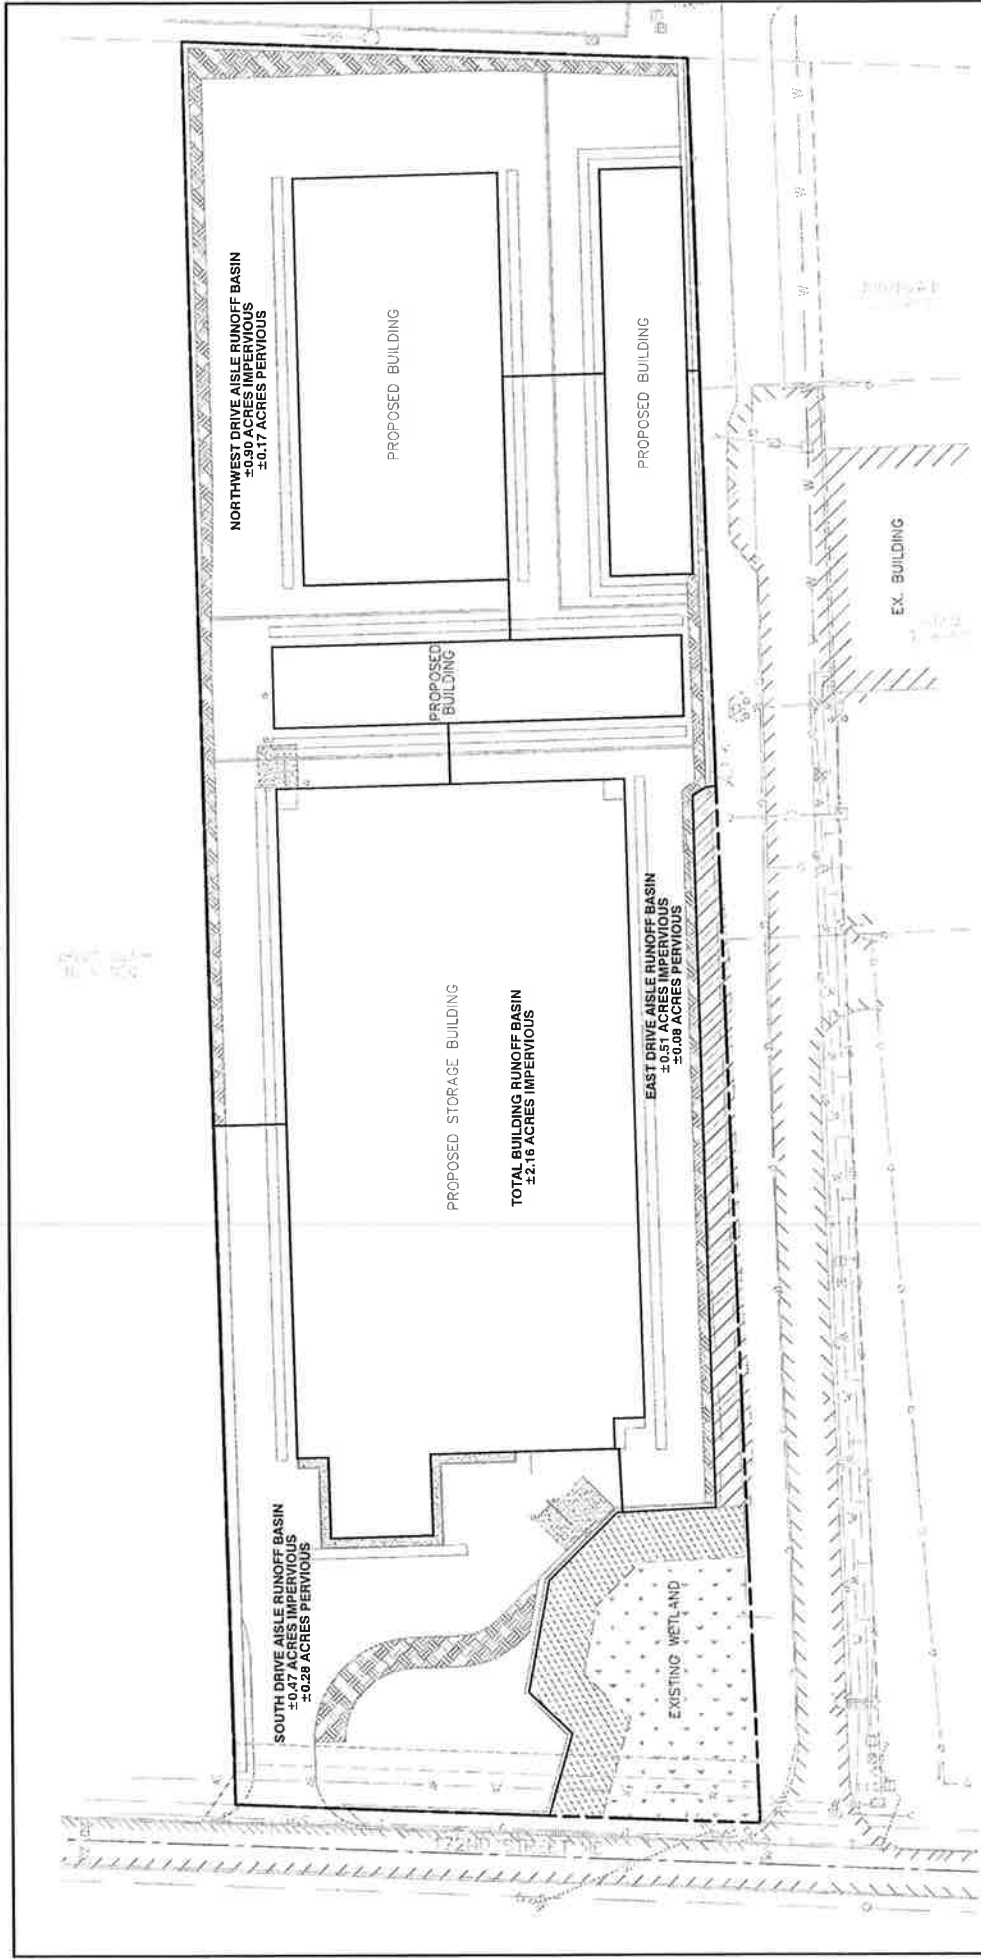 NORTHWEST DRIVE AISLE RUNOFF BASIN
±0.90 ACRES IMPERVIOUS
±0.17 ACRES PERVIOUS
PROPOSED BUILDING
PROPOSED BUILDING
PROPOSED
BUILDING
EX. BUILDING
PROPOSED STORAGE BUILDING
TOTAL BUILDING RUNOFF BASIN
±2.16 ACRES IMPERVIOUS
EAST DRIVE AISLE RUNOFF BASIN
±0.51 ACRES IMPERVIOUS
±0.08 ACRES PERVIOUS
SOUTH DRIVE AISLE RUNOFF BASIN
±0.47 ACRES IMPERVIOUS
±0.28 ACRES PERVIOUS
EXISTING WETLAND